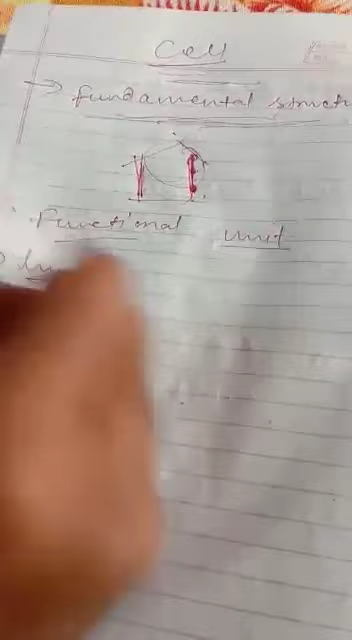 Cell
→ fundamental structu
Functional unit